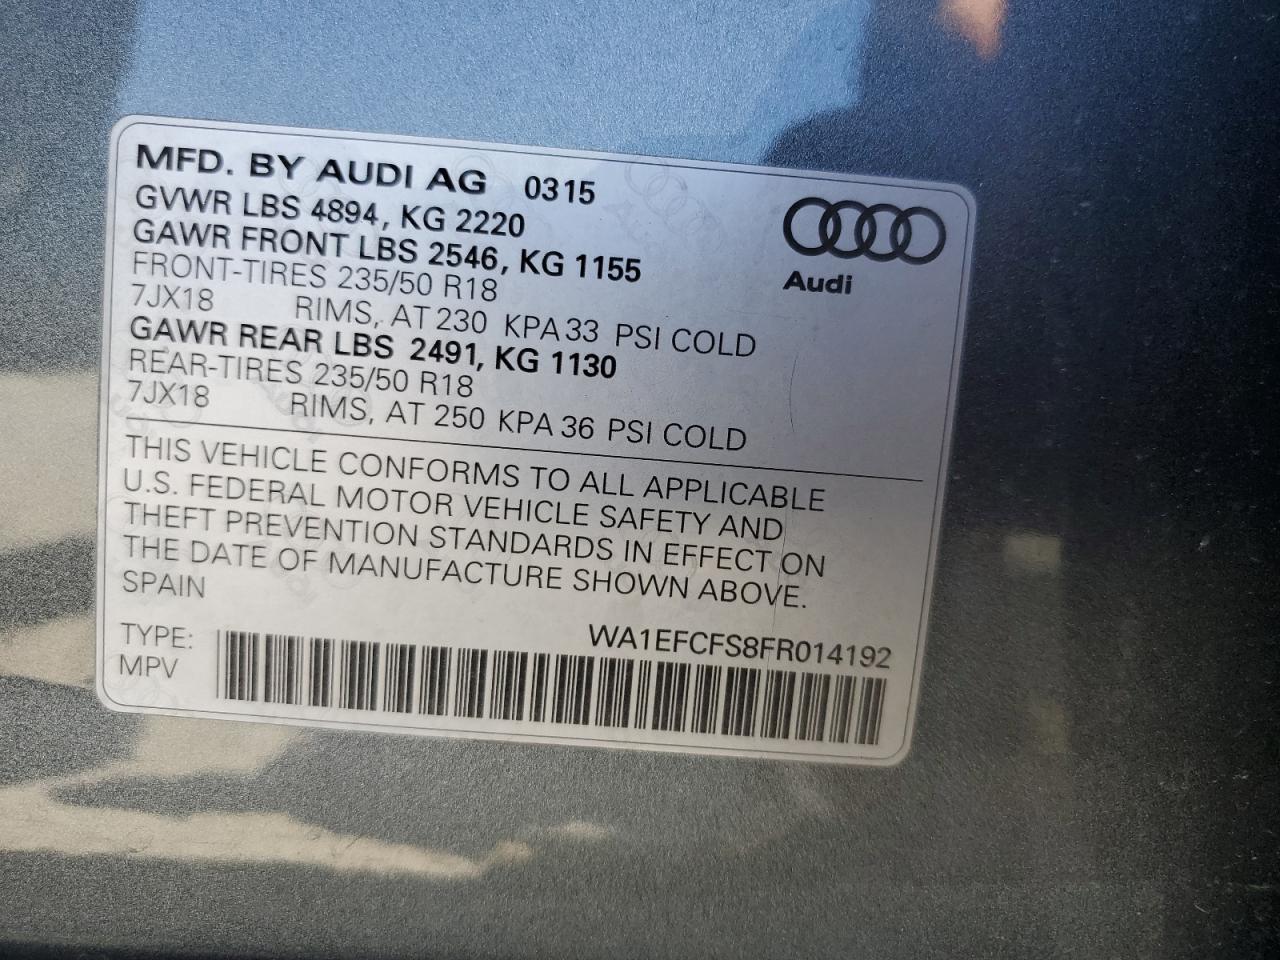 MFD. BY AUDI AG 0315
GVWR LBS 4894, KG 2220
GAWR FRONT LBS 2546, KG 1155
FRONT-TIRES 235/50 R18
7JX18 RIMS, AT 230 KPA 33 PSI COLD
GAWR REAR LBS 2491, KG 1130
REAR-TIRES 235/50 R18
7JX18 RIMS, AT 250 KPA 36 PSI COLD
Audi
THIS VEHICLE CONFORMS TO ALL APPLICABLE
U.S. FEDERAL MOTOR VEHICLE SAFETY AND
THEFT PREVENTION STANDARDS IN EFFECT ON
THE DATE OF MANUFACTURE SHOWN ABOVE.
SPAIN
WA1EFCFS8FR014192
TYPE:
MPV